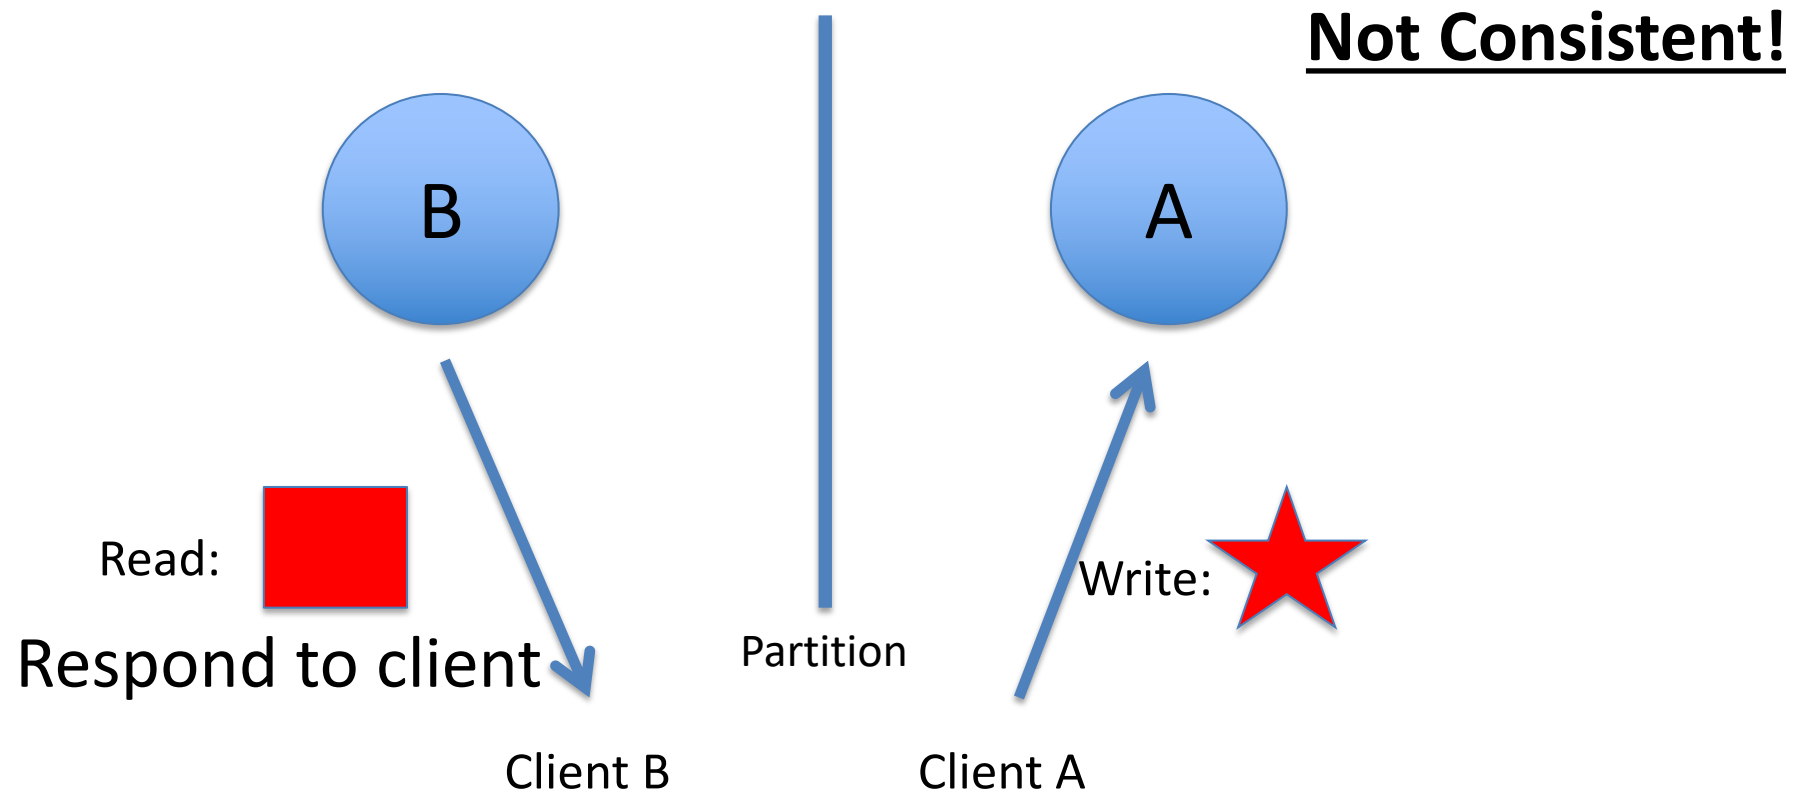 Not Consistent!
B
A
Read:
Write:
Respond to client
Partition
Client B
Client A